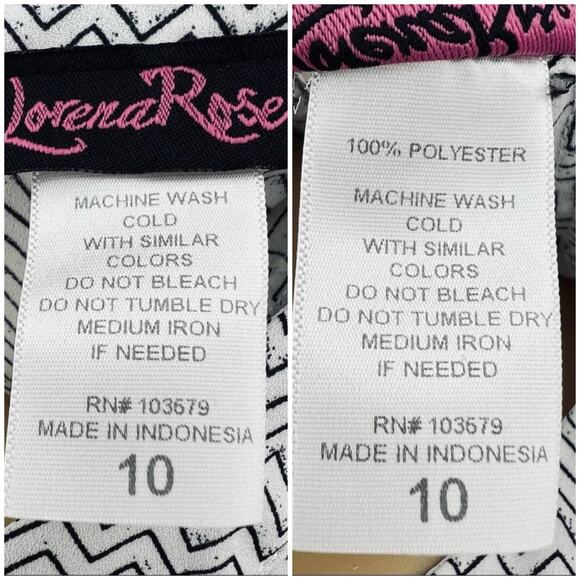 Lorena Rose
MACHINE WASH
COLD
WITH SIMILAR
COLORS
DO NOT BLEACH
DO NOT TUMBLE DRY
MEDIUM IRON
IF NEEDED
RN# 103679
MADE IN INDONESIA
10
100% POLYESTER
MACHINE WASH
COLD
WITH SIMILAR
COLORS
DO NOT BLEACH
DO NOT TUMBLE DRY
MEDIUM IRON
IF NEEDED
RN# 103679
MADE IN INDONESIA
10